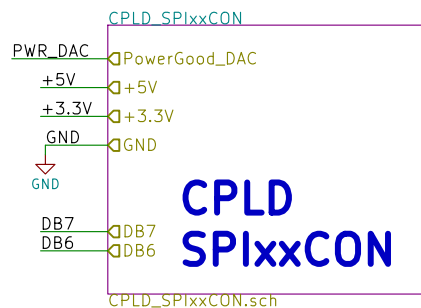 CPLD_SPIxxCON
PWR_DAC
PowerGood_DAC
+5V
+5V
+3.3V
+3.3V
GND
GND
GND
CPLD
SPIxxCON
DB7
DB7
DB6
DB6
CPLD_SPIxxCON.sch